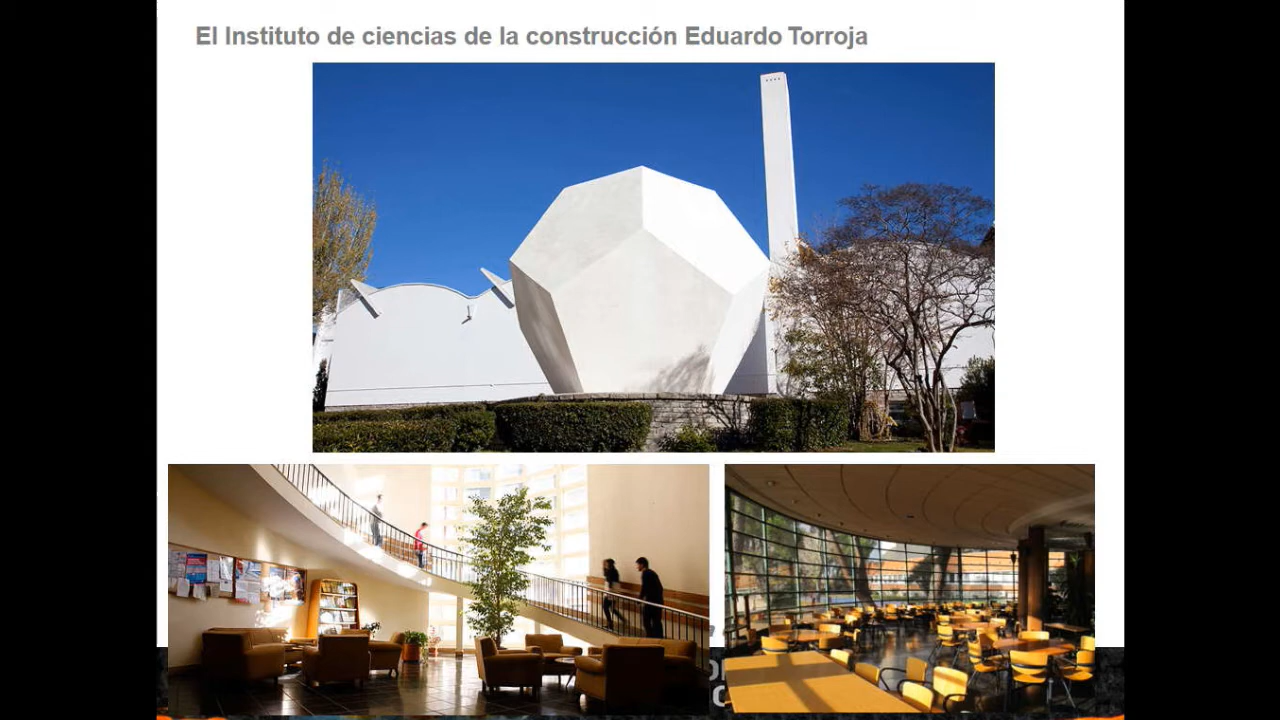 El Instituto de ciencias de la construcción Eduardo Torroja